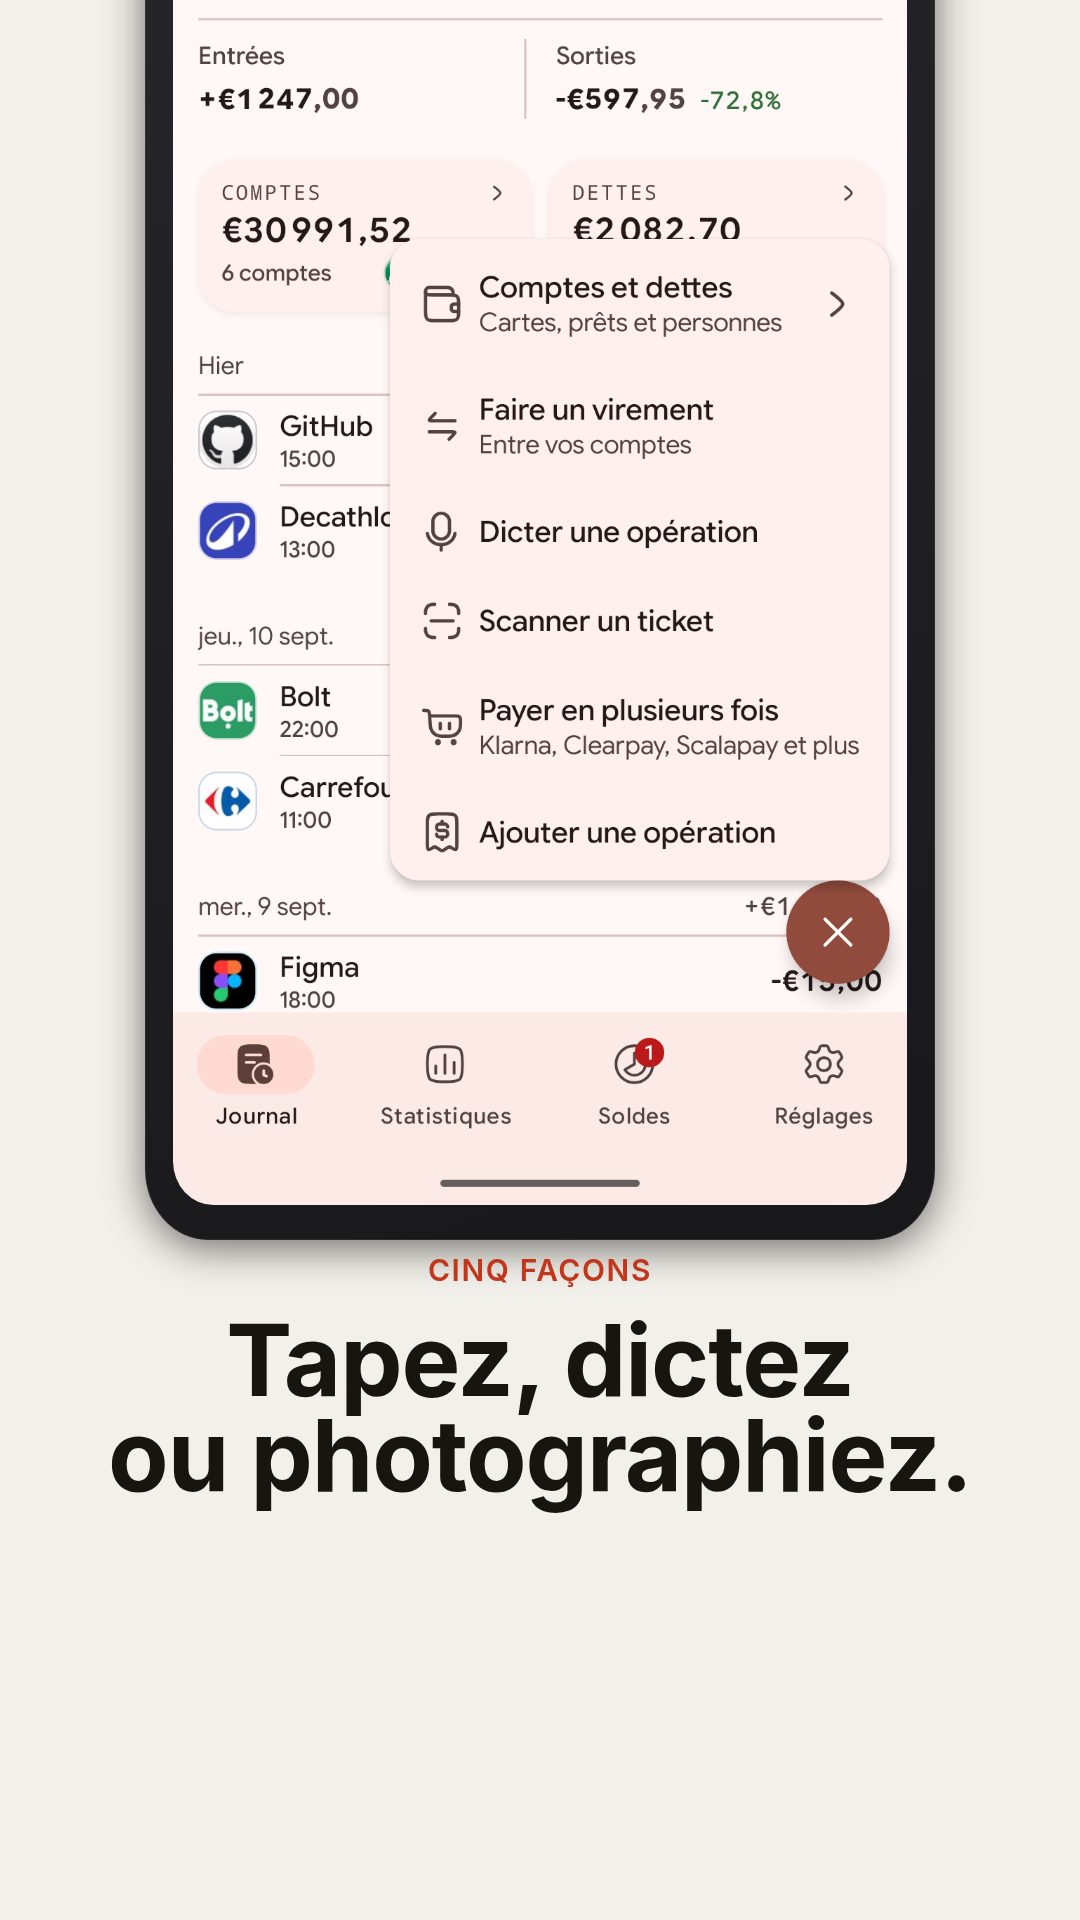 Entrées
+€1 247,00
Sorties
-€597,95 -72,8%
COMPTES
€30 991,52
6 comptes
DETTES
€2 082,70
Comptes et dettes
Cartes, prêts et personnes
Faire un virement
Entre vos comptes
Dicter une opération
Scanner un ticket
Payer en plusieurs fois
Klarna, Clearpay, Scalapay et plus
Ajouter une opération
Hier
GitHub
15:00
13:00
jeu., 10 sept.
Bolt
Bolt
22:00
11:00
mer., 9 sept.
Figma
18:00
Journal
Statistiques
1
Soldes
Réglages
CINQ FAÇONS
Tapez, dictez
ou photographiez.